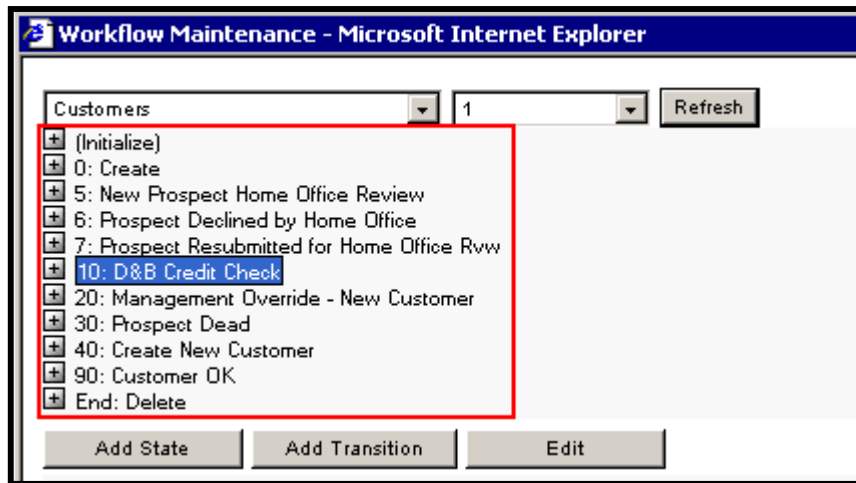 Workflow Maintenance - Microsoft Internet Explorer
Customers 1 Refresh
(Initialize)
0: Create
5: New Prospect Home Office Review
6: Prospect Declined by Home Office
7: Prospect Resubmitted for Home Office Rvw
10: D&B Credit Check
20: Management Override - New Customer
30: Prospect Dead
40: Create New Customer
90: Customer OK
End: Delete
Add State Add Transition Edit